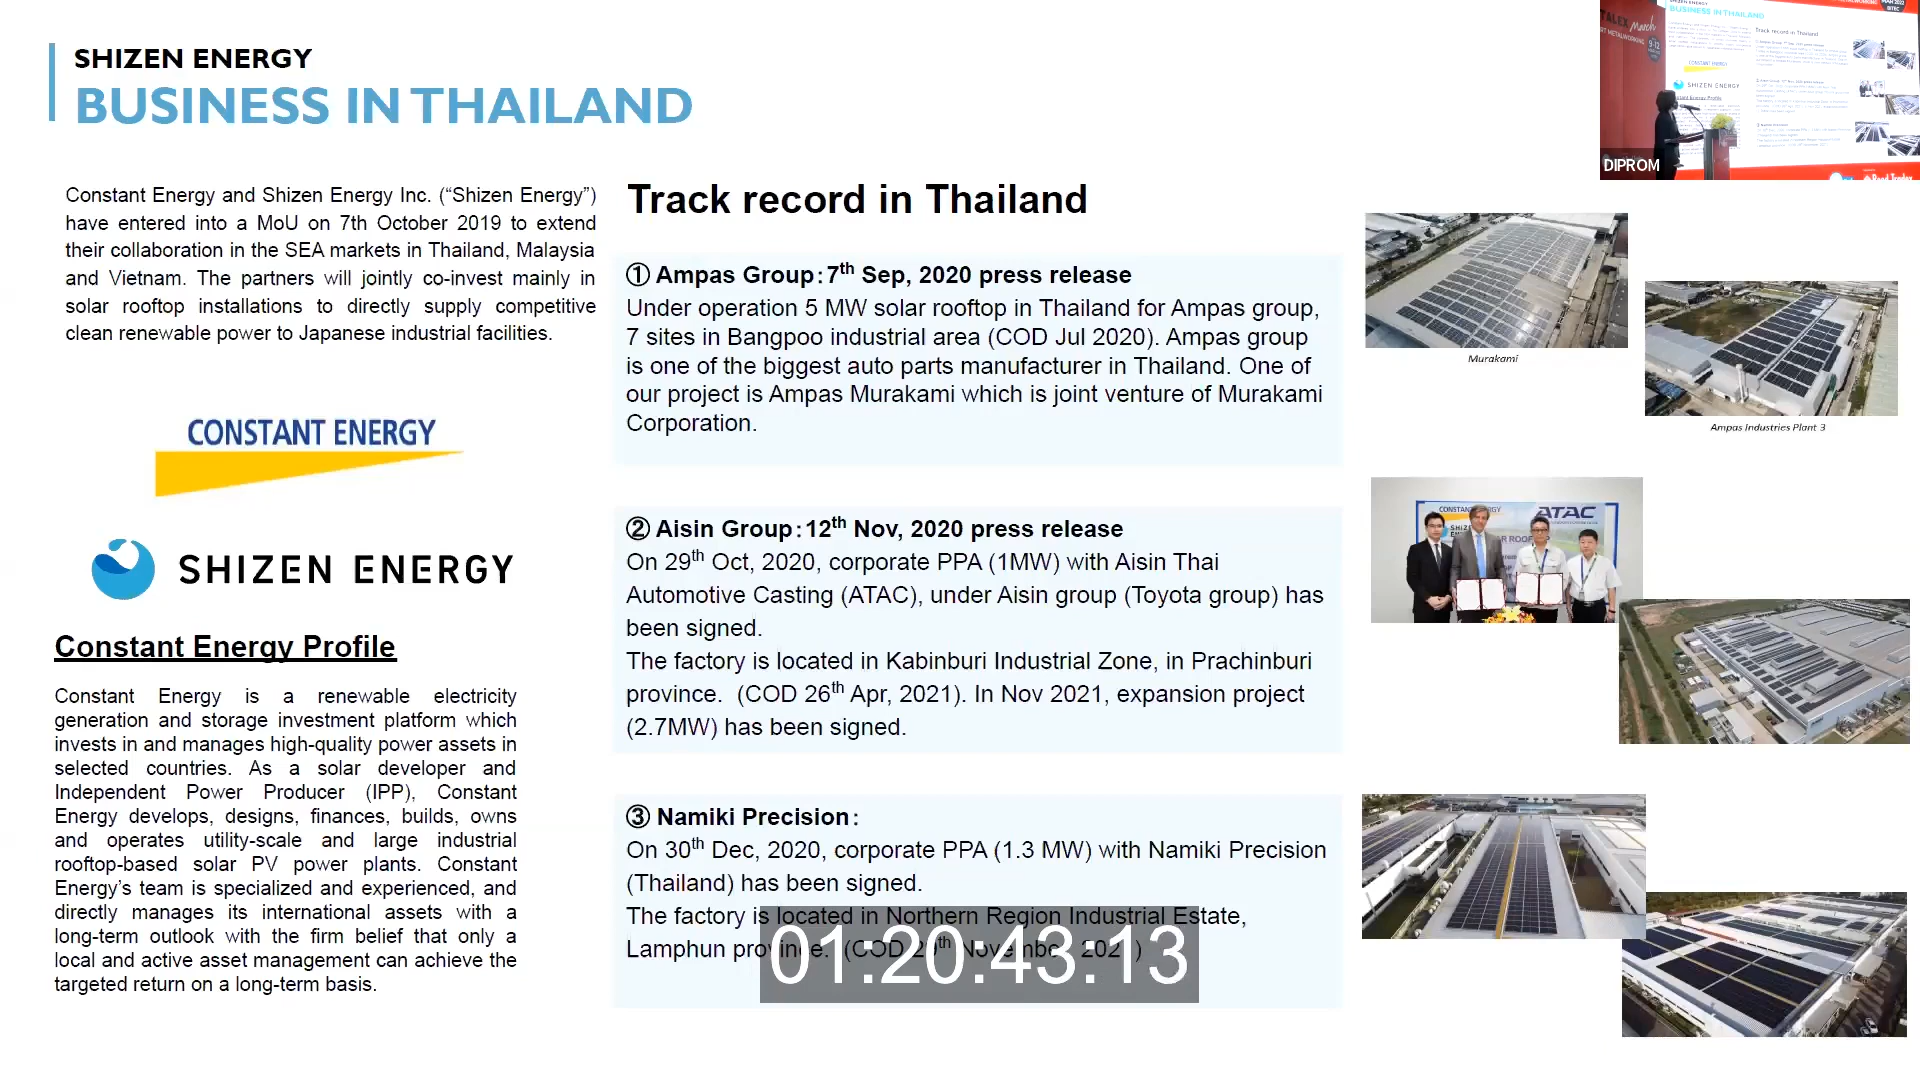 SHIZEN ENERGY
BUSINESS IN THAILAND
Constant Energy and Shizen Energy Inc. (“Shizen Energy”)
have entered into a MoU on 7th October 2019 to extend
their collaboration in the SEA markets in Thailand, Malaysia
and Vietnam. The partners will jointly co-invest mainly in
solar rooftop installations to directly supply competitive
clean renewable power to Japanese industrial facilities.
CONSTANT ENERGY
SHIZEN ENERGY
Constant Energy Profile
Constant Energy is a renewable electricity
generation and storage investment platform which
invests in and manages high-quality power assets in
selected countries. As a solar developer and
Independent Power Producer (IPP), Constant
Energy develops, designs, finances, builds, owns
and operates utility-scale and large industrial
rooftop-based solar PV power plants. Constant
Energy’s team is specialized and experienced, and
directly manages its international assets with a
long-term outlook with the firm belief that only a
local and active asset management can achieve the
targeted return on a long-term basis.
Track record in Thailand
① Ampas Group：7th Sep, 2020 press release
Under operation 5 MW solar rooftop in Thailand for Ampas group,
7 sites in Bangpoo industrial area (COD Jul 2020). Ampas group
is one of the biggest auto parts manufacturer in Thailand. One of
our project is Ampas Murakami which is joint venture of Murakami
Corporation.
② Aisin Group：12th Nov, 2020 press release
On 29th Oct, 2020, corporate PPA (1MW) with Aisin Thai
Automotive Casting (ATAC), under Aisin group (Toyota group) has
been signed.
The factory is located in Kabinburi Industrial Zone, in Prachinburi
province. (COD 26th Apr, 2021). In Nov 2021, expansion project
(2.7MW) has been signed.
③ Namiki Precision：
On 30th Dec, 2020, corporate PPA (1.3 MW) with Namiki Precision
(Thailand) has been signed.
The factory is located in Northern Region Industrial Estate,
Lamphun province. (COD 29th November, 202 )
01:20:43:13
DIPROM
Murakami
Ampas Industries Plant 3
CONSTANT ENERGY
ATAC